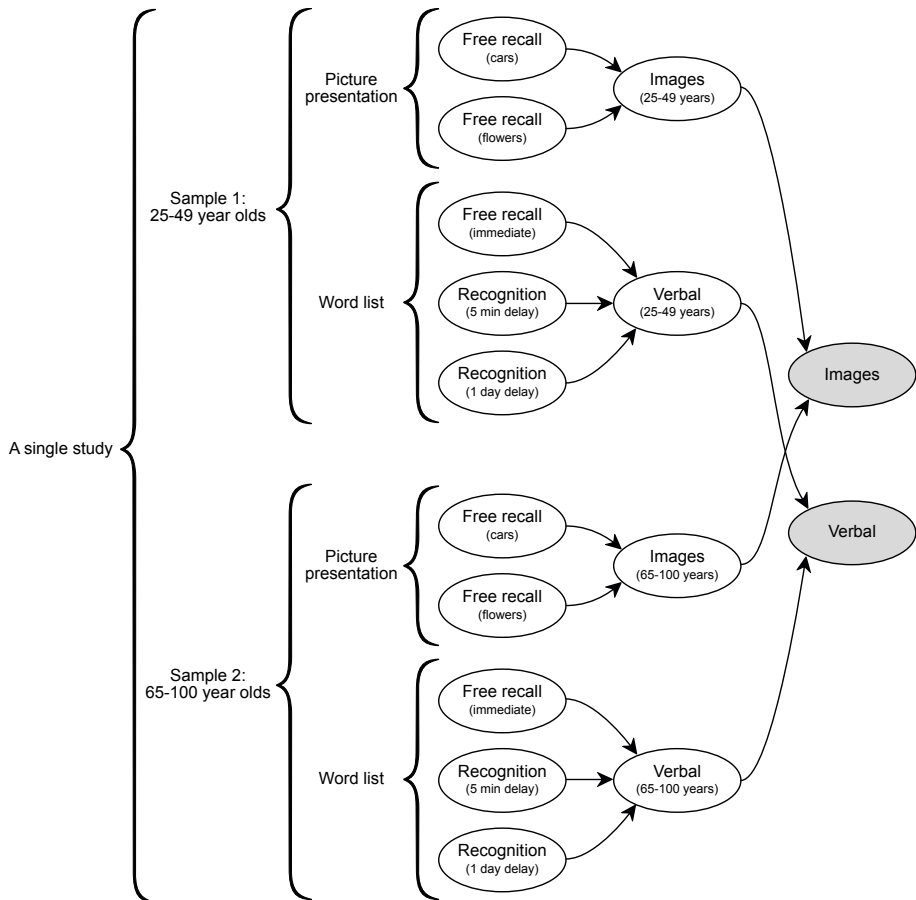 A single study
Sample 1:
25-49 year olds
Picture
presentation
Free recall
(cars)
Free recall
(flowers)
Images
(25-49 years)
Word list
Free recall
(immediate)
Recognition
(5 min delay)
Recognition
(1 day delay)
Verbal
(25-49 years)
Sample 2:
65-100 year olds
Picture
presentation
Free recall
(cars)
Free recall
(flowers)
Images
(65-100 years)
Word list
Free recall
(immediate)
Recognition
(5 min delay)
Recognition
(1 day delay)
Verbal
(65-100 years)
Images
Verbal